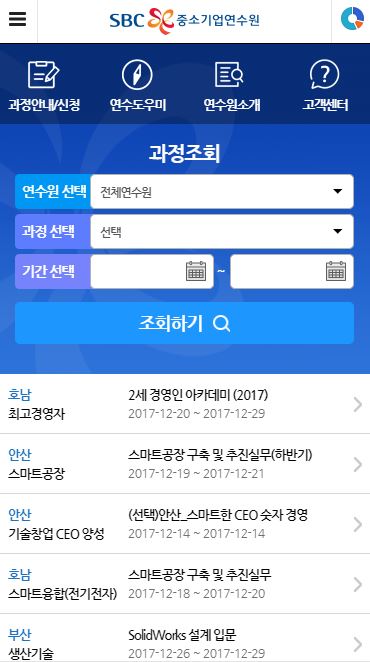 SBC 중소기업연수원
과정안내/신청 연수도우미 연수원소개 고객센터
과정조회
연수원 선택 전체연수원
과정 선택 선택
기간 선택 ~
조회하기
호남 2세 경영인 아카데미 (2017)
최고경영자 2017-12-20 ~ 2017-12-29
안산 스마트공장 구축 및 추진실무(하반기)
스마트공장 2017-12-19 ~ 2017-12-21
안산 (선택)안산_스마트한 CEO 숫자 경영
기술창업 CEO 양성 2017-12-14 ~ 2017-12-14
호남 스마트공장 구축 및 추진실무
스마트융합(전기전자) 2017-12-18 ~ 2017-12-20
부산 SolidWorks 설계 입문
생산기술 2017-12-26 ~ 2017-12-29